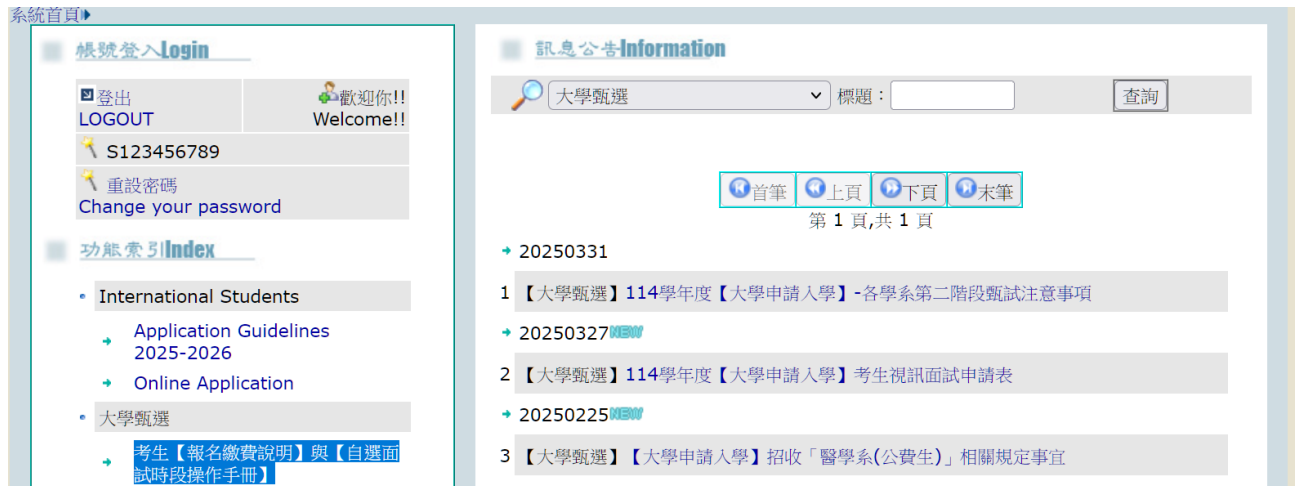 系統首頁
帳號登入Login
登出
LOGOUT
歡迎你!!
Welcome!!
S123456789
重設密碼
Change your password
功能索引Index
International Students
Application Guidelines
2025-2026
Online Application
大學甄選
考生【報名繳費說明】與【自選面
試時段操作手冊】
訊息公告Information
大學甄選 標題： 查詢
首筆 上頁 下頁 末筆
第 1 頁,共 1 頁
20250331
1 【大學甄選】114學年度【大學申請入學】-各學系第二階段甄試注意事項
20250327NEW
2 【大學甄選】114學年度【大學申請入學】考生視訊面試申請表
20250225NEW
3 【大學甄選】【大學申請入學】招收「醫學系(公費生)」相關規定事宜